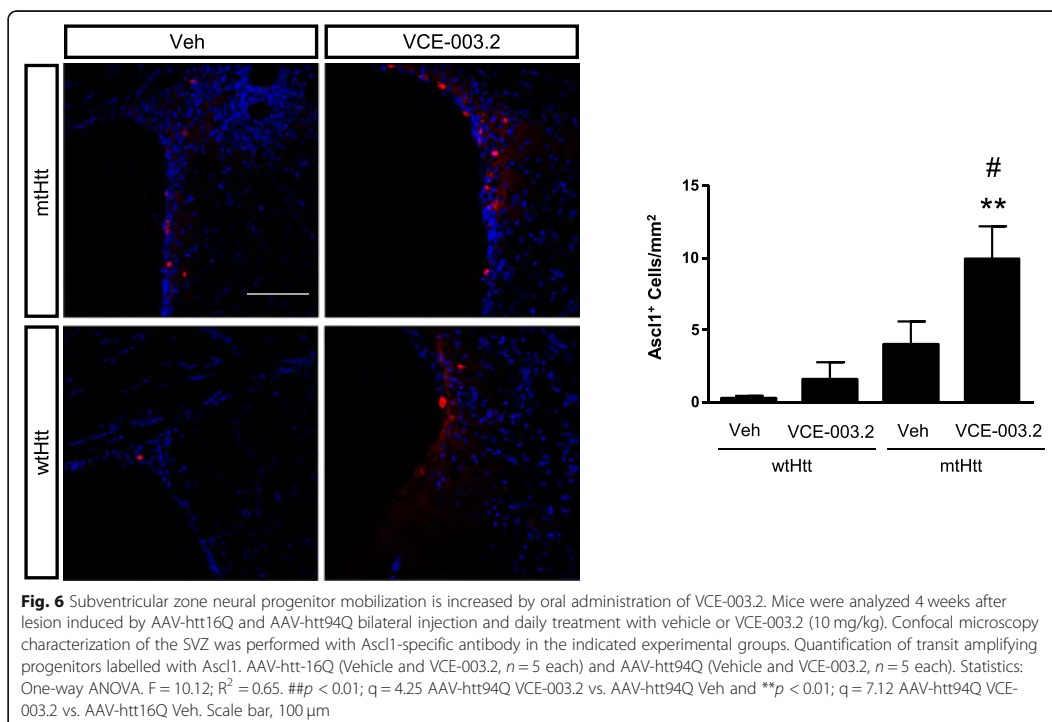 Veh
VCE-003.2
mtHtt
wtHtt
Ascl1⁺ Cells/mm²
15
10
5
0
#
**
Veh
VCE-003.2
Veh
VCE-003.2
wtHtt
mtHtt
Fig. 6 Subventricular zone neural progenitor mobilization is increased by oral administration of VCE-003.2. Mice were analyzed 4 weeks after
lesion induced by AAV-htt16Q and AAV-htt94Q bilateral injection and daily treatment with vehicle or VCE-003.2 (10 mg/kg). Confocal microscopy
characterization of the SVZ was performed with Ascl1-specific antibody in the indicated experimental groups. Quantification of transit amplifying
progenitors labelled with Ascl1. AAV-htt-16Q (Vehicle and VCE-003.2, n = 5 each) and AAV-htt94Q (Vehicle and VCE-003.2, n = 5 each). Statistics:
One-way ANOVA. F = 10.12; R² = 0.65. ##p < 0.01; q = 4.25 AAV-htt94Q VCE-003.2 vs. AAV-htt94Q Veh and **p < 0.01; q = 7.12 AAV-htt94Q VCE-
003.2 vs. AAV-htt16Q Veh. Scale bar, 100 μm